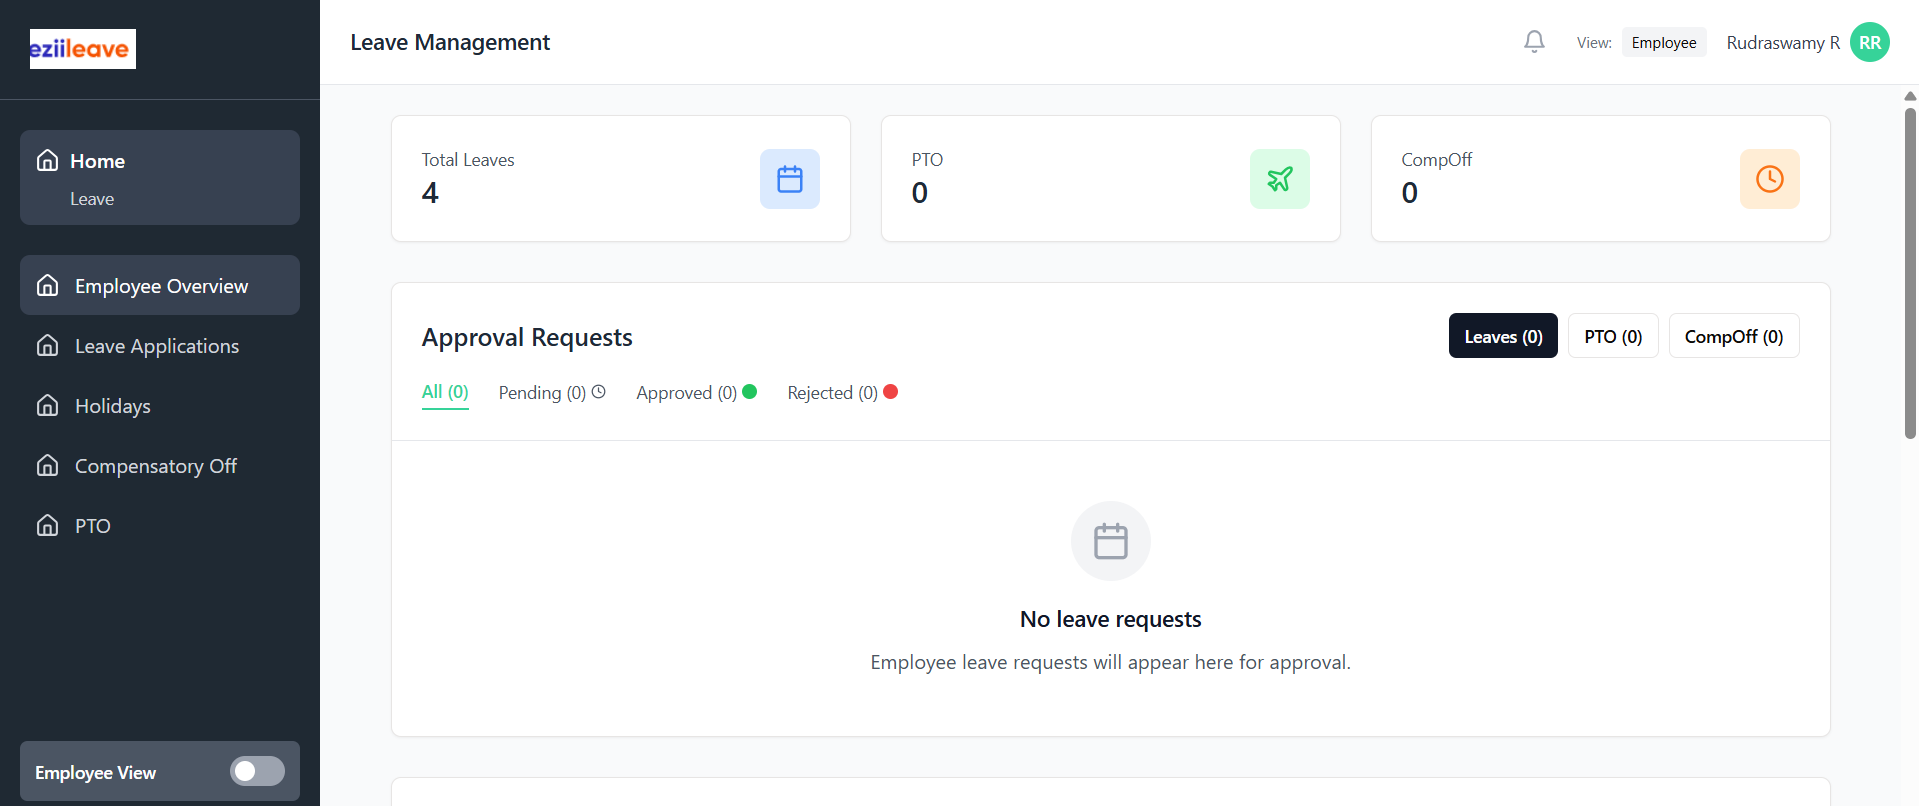 eziileave
Leave Management
View: Employee Rudraswamy R RR
Home
Leave
Employee Overview
Leave Applications
Holidays
Compensatory Off
PTO
Employee View
Total Leaves
4
PTO
0
CompOff
0
Approval Requests
Leaves (0) PTO (0) CompOff (0)
All (0) Pending (0) Approved (0) Rejected (0)
No leave requests
Employee leave requests will appear here for approval.